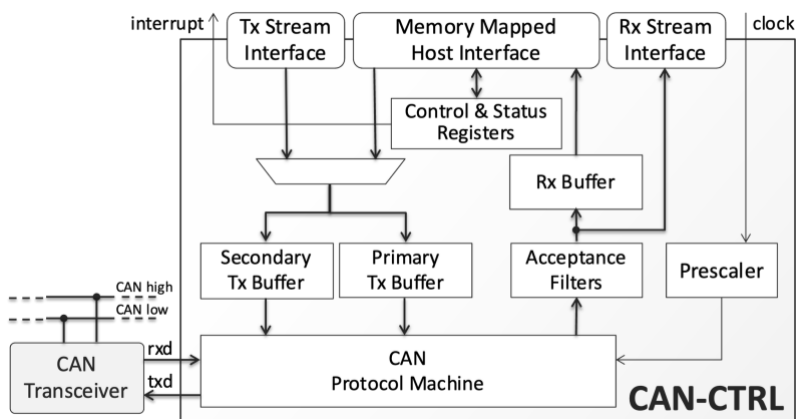 interrupt
Tx Stream
Interface
Memory Mapped
Host Interface
Rx Stream
Interface
clock
Control & Status
Registers
Rx Buffer
Secondary
Tx Buffer
Primary
Tx Buffer
Acceptance
Filters
Prescaler
CAN high
CAN low
CAN
Transceiver
rxd
txd
CAN
Protocol Machine
CAN-CTRL